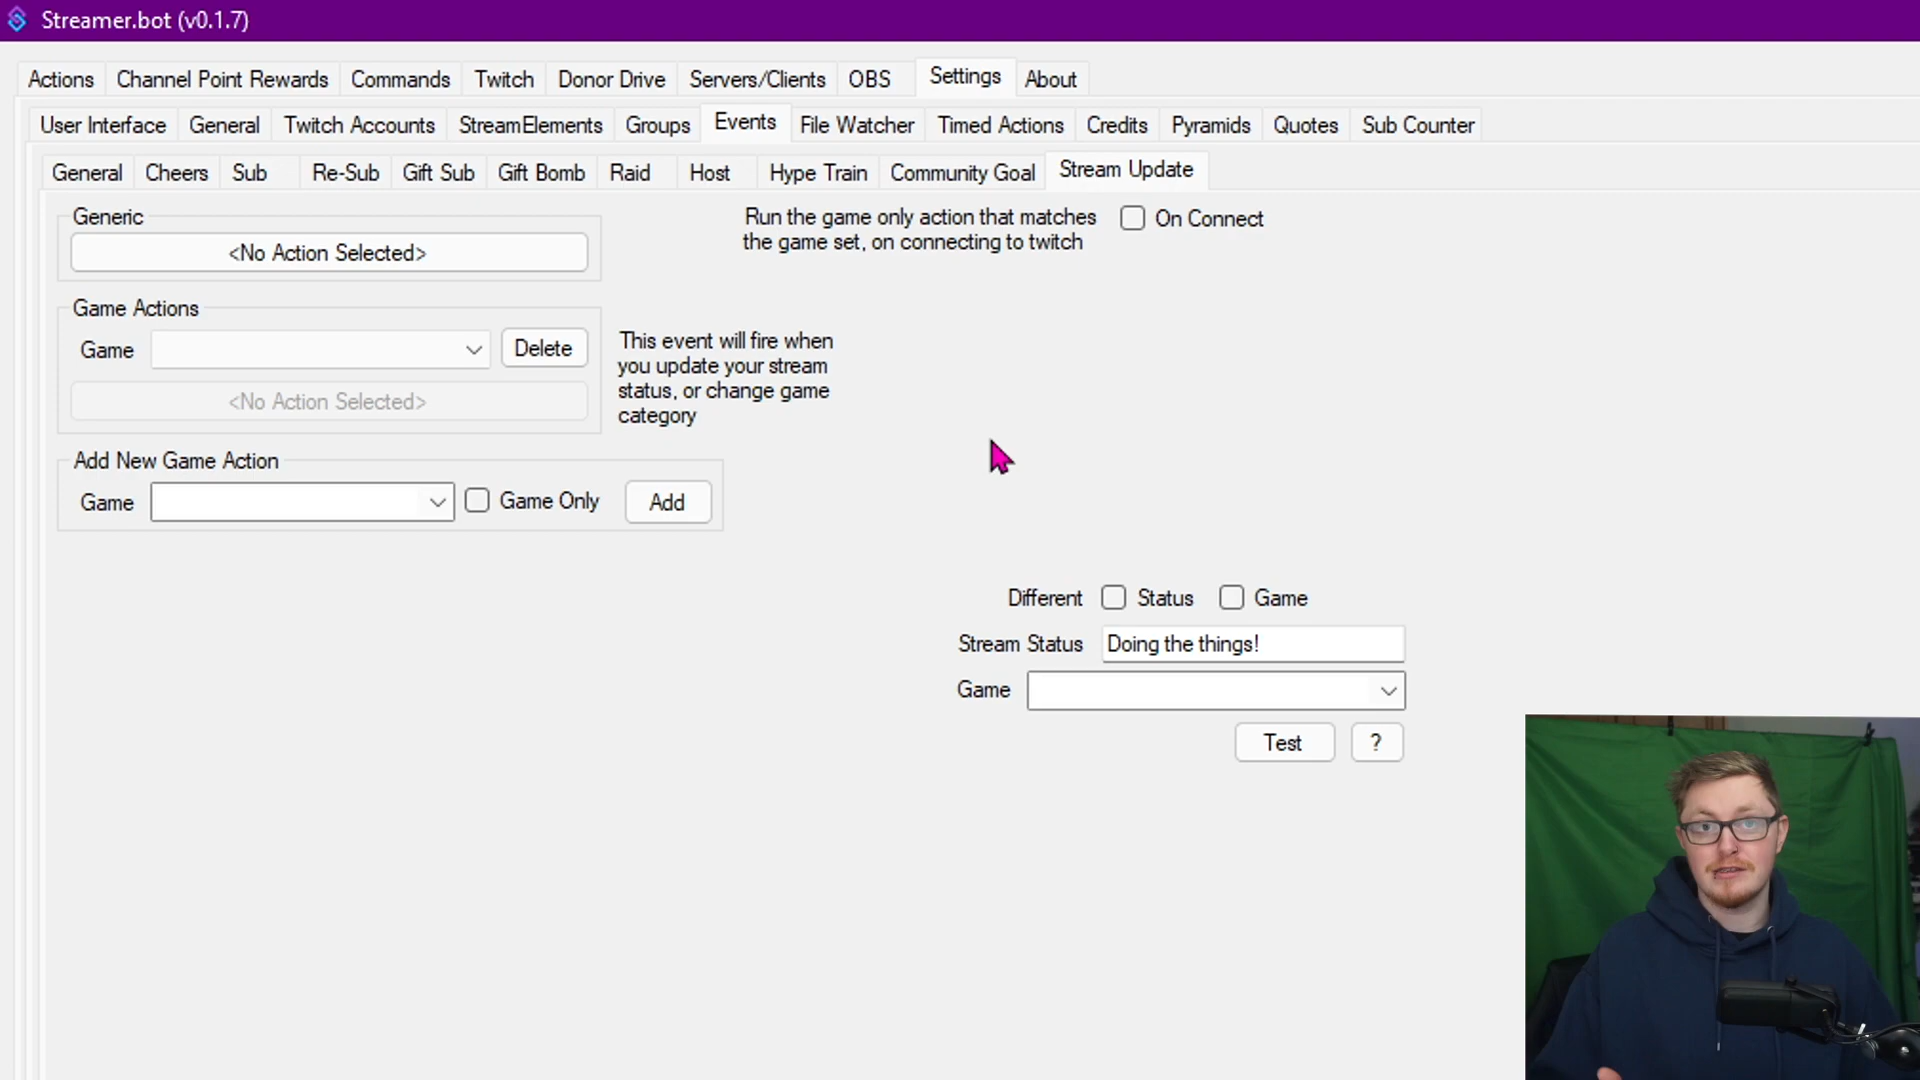 Streamer.bot (v0.1.7)
Actions Channel Point Rewards Commands Twitch Donor Drive Servers/Clients OBS Settings About
User Interface General Twitch Accounts StreamElements Groups Events File Watcher Timed Actions Credits Pyramids Quotes Sub Counter
General Cheers Sub Re-Sub Gift Sub Gift Bomb Raid Host Hype Train Community Goal Stream Update
Generic
<No Action Selected>
Run the game only action that matches
the game set, on connecting to twitch
On Connect
Game Actions
Game Delete
<No Action Selected>
This event will fire when
you update your stream
status, or change game
category
Add New Game Action
Game Game Only Add
Different Status Game
Stream Status Doing the things!
Game
Test ?